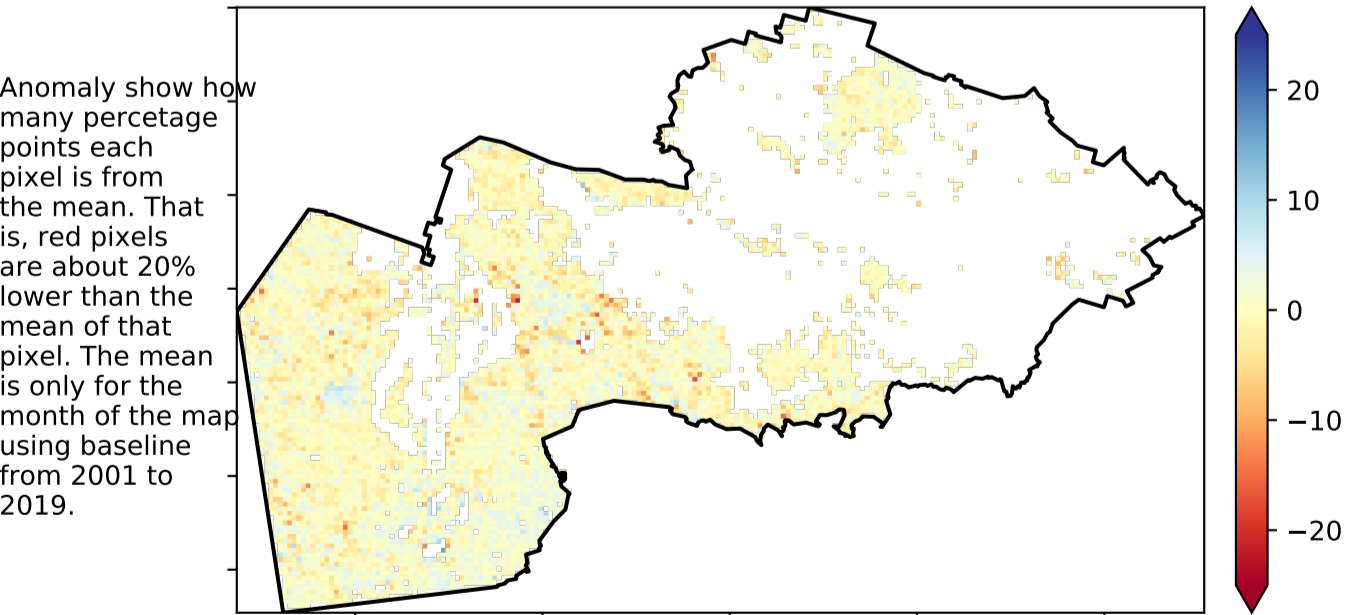 Anomaly show how
many percetage
points each
pixel is from
the mean. That
is, red pixels
are about 20%
lower than the
mean of that
pixel. The mean
is only for the
month of the map
using baseline
from 2001 to
2019.
20
10
0
−10
−20